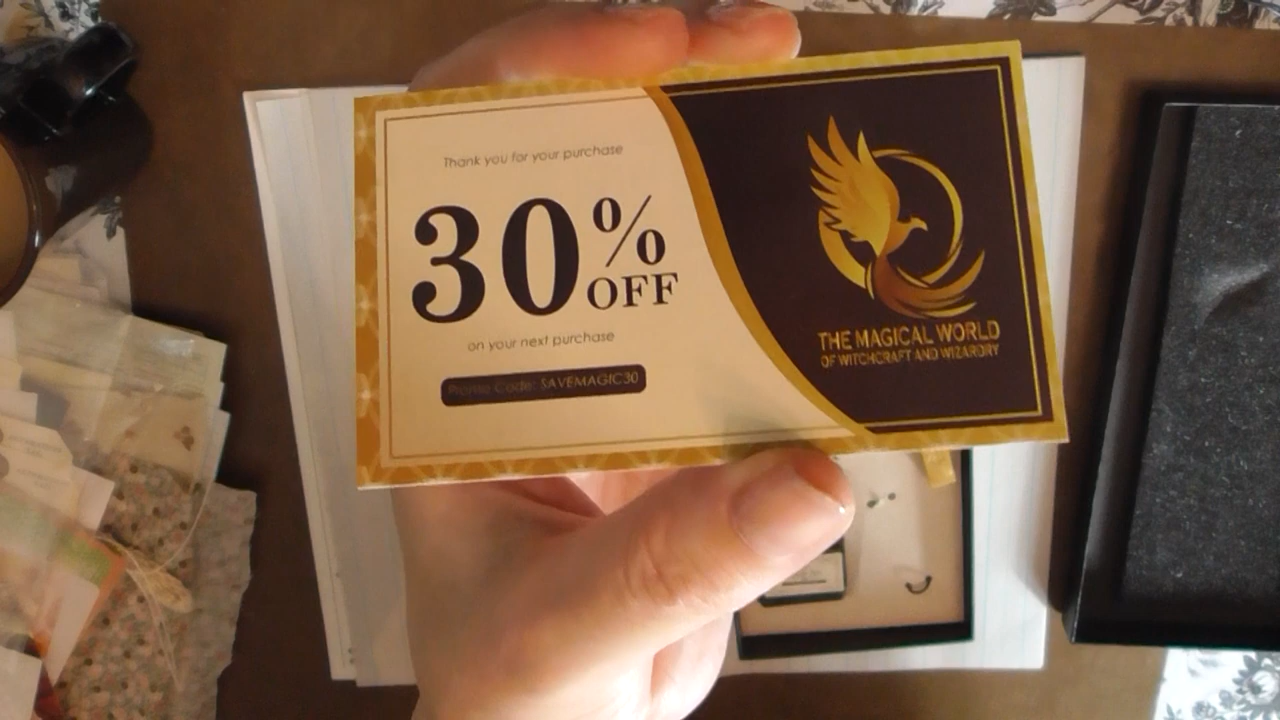 Thank you for your purchase
30%
OFF
on your next purchase
Promo Code: SAVEMAGIC30
THE MAGICAL WORLD
OF WITCHCRAFT AND WIZARDRY